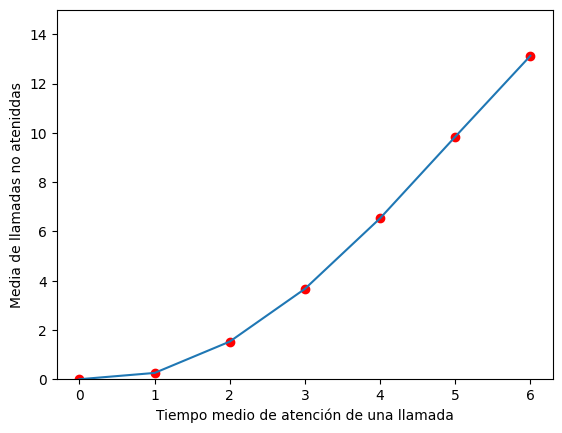 14
12
10
8
6
4
2
0
Media de llamadas no ateniddas
0 1 2 3 4 5 6
Tiempo medio de atención de una llamada